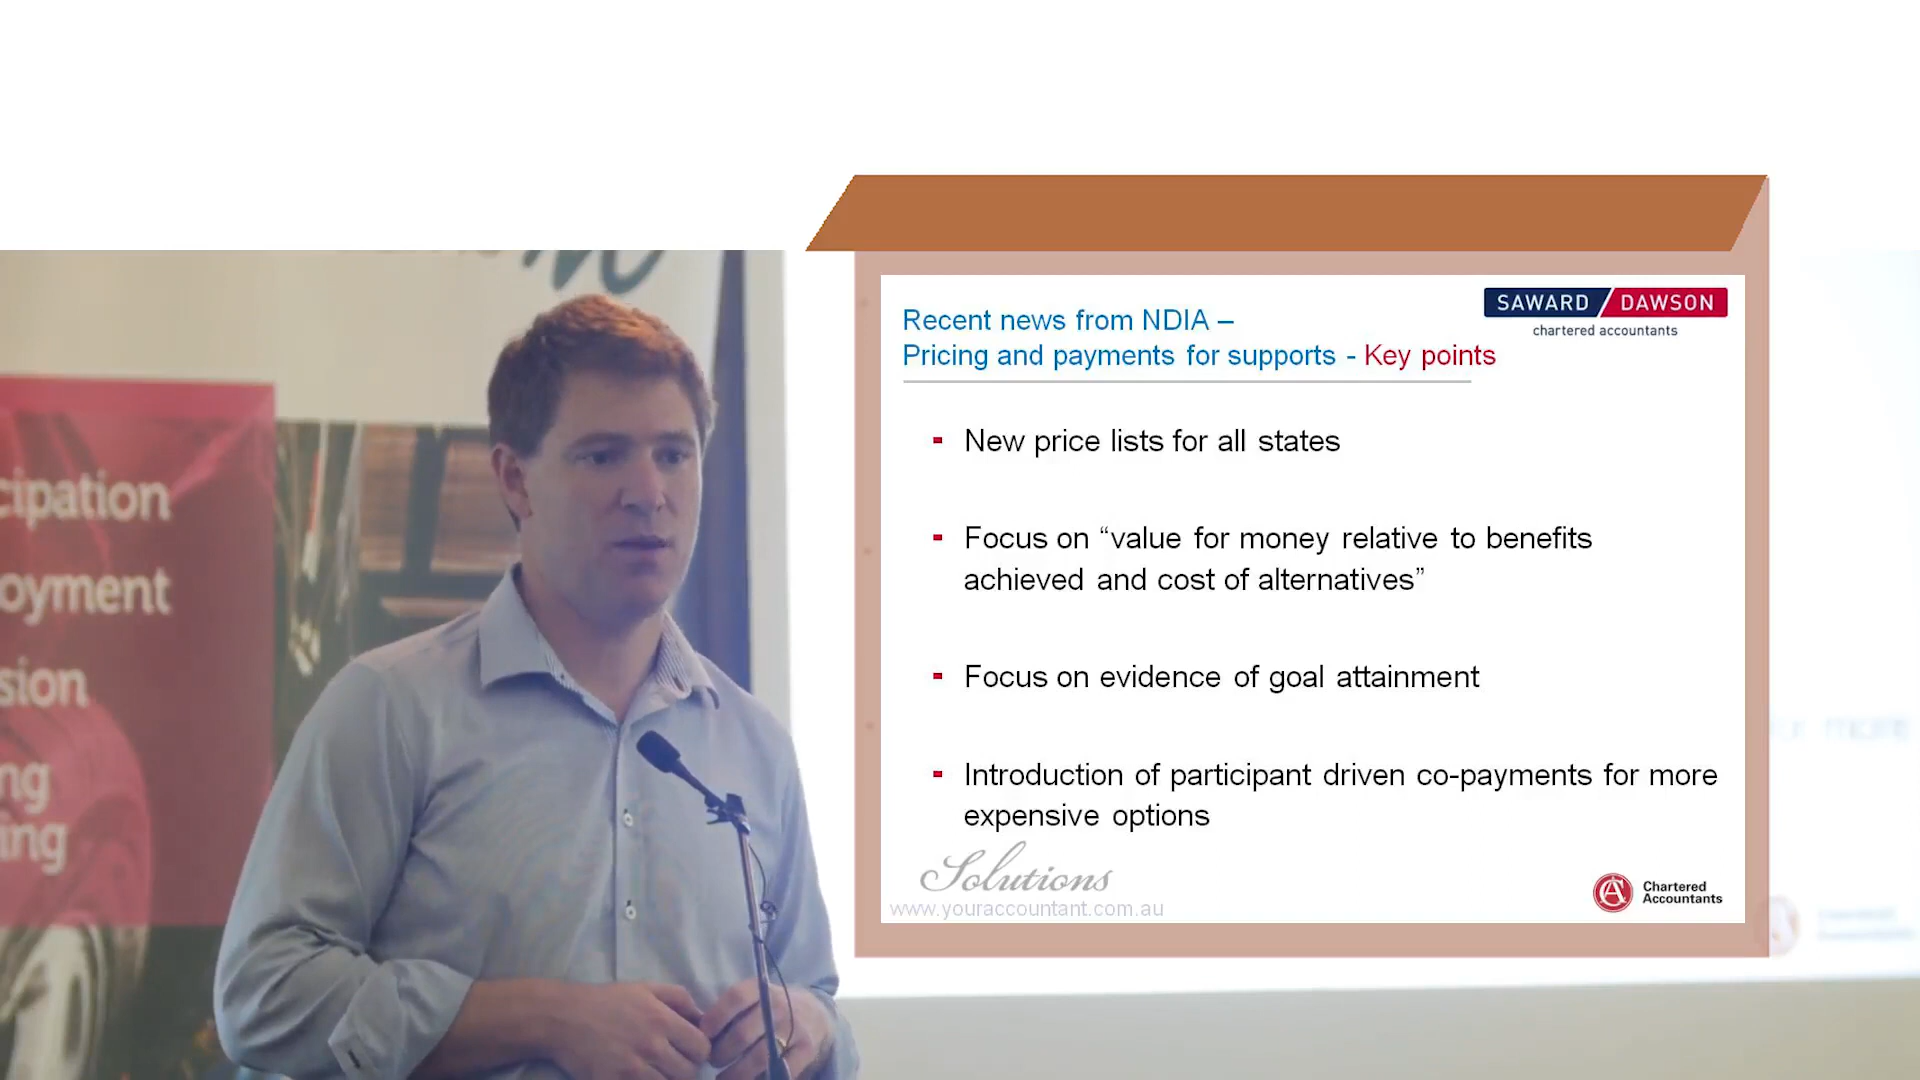 cipation
oyment
sion
ng
ing
SAWARD DAWSON
chartered accountants
Recent news from NDIA –
Pricing and payments for supports - Key points
New price lists for all states
Focus on “value for money relative to benefits
achieved and cost of alternatives”
Focus on evidence of goal attainment
Introduction of participant driven co-payments for more
expensive options
Solutions
www.youraccountant.com.au
Chartered
Accountants
more